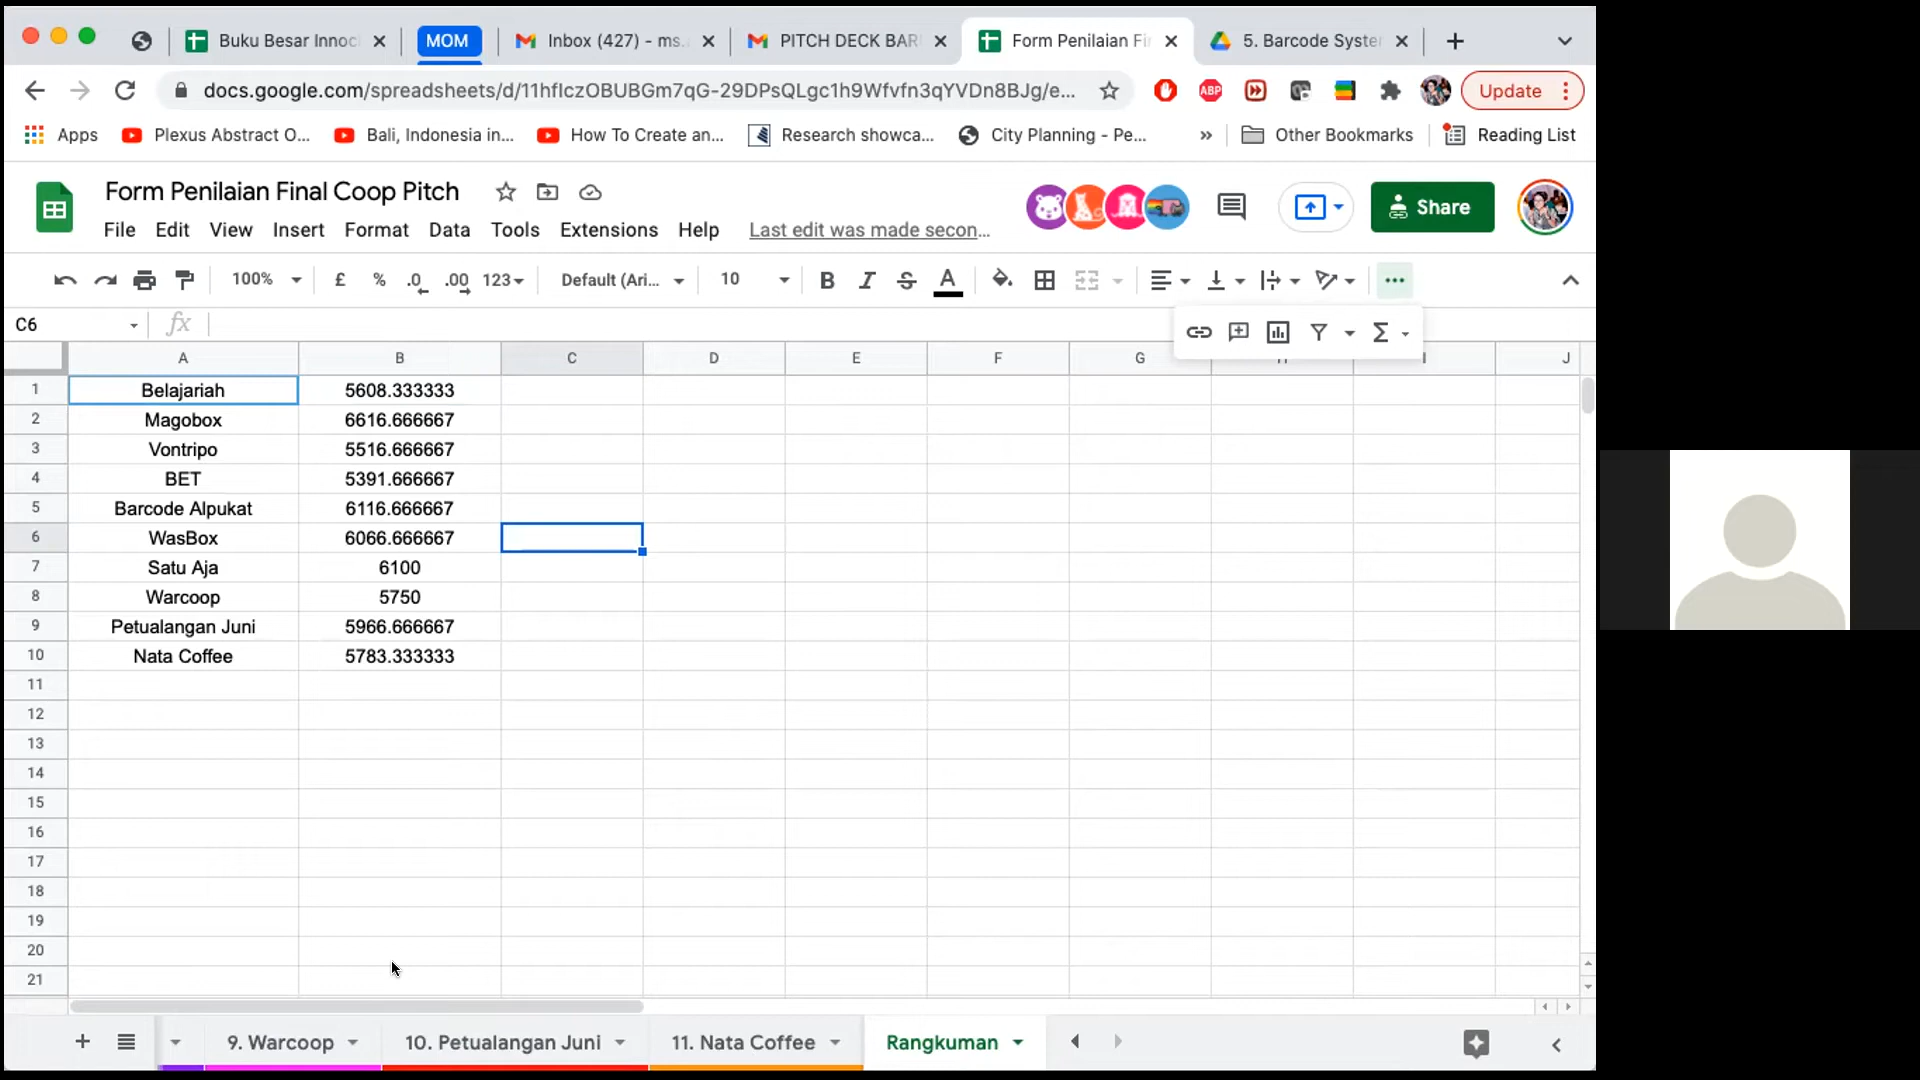 Buku Besar Innoc
MOM
Inbox (427) - ms.
PITCH DECK BAR
Form Penilaian Fi
5. Barcode Syste
docs.google.com/spreadsheets/d/11hfIczOBUBGm7qG-29DPsQLgc1h9Wfvfn3qYVDn8BJg/e...
ABP
Update
Apps
Plexus Abstract O...
Bali, Indonesia in...
How To Create an...
Research showca...
City Planning - Pe...
Other Bookmarks
Reading List
Form Penilaian Final Coop Pitch
Share
File Edit View Insert Format Data Tools Extensions Help Last edit was made secon...
100% £ % .0 .00 123 Default (Ari... 10 B I S A
C6 fx
A B C D E F G J
1 Belajariah 5608.333333
2 Magobox 6616.666667
3 Vontripo 5516.666667
4 BET 5391.666667
5 Barcode Alpukat 6116.666667
6 WasBox 6066.666667
7 Satu Aja 6100
8 Warcoop 5750
9 Petualangan Juni 5966.666667
10 Nata Coffee 5783.333333
11
12
13
14
15
16
17
18
19
20
21
9. Warcoop 10. Petualangan Juni 11. Nata Coffee Rangkuman